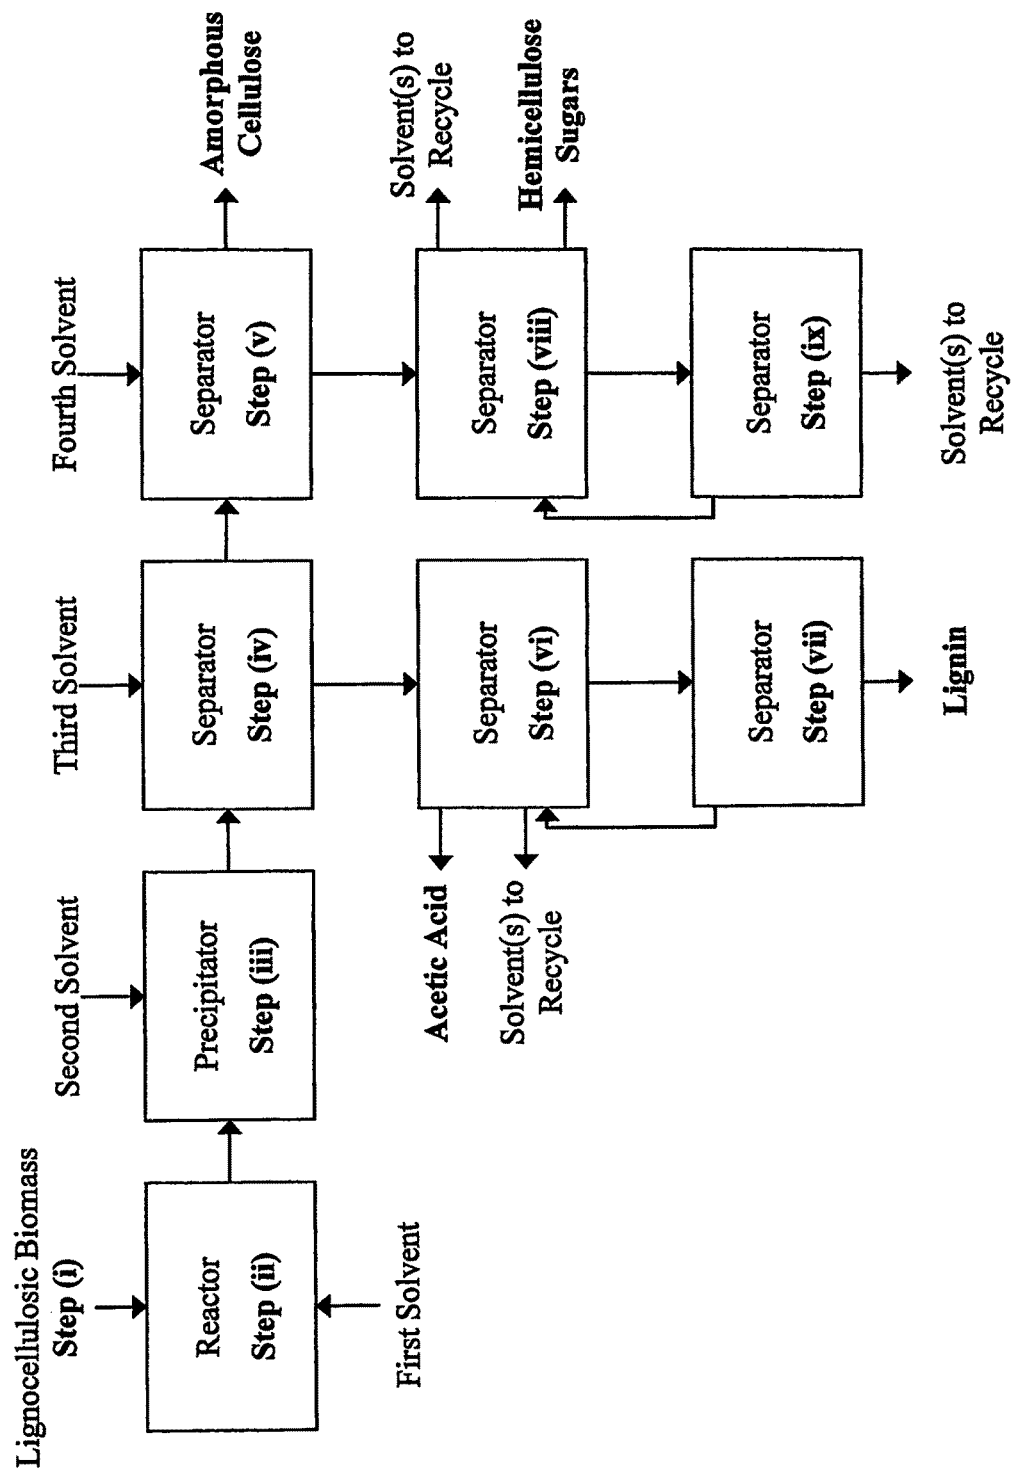 Lignocellulosic Biomass
Step (i)
Reactor
Step (ii)
First Solvent
Second Solvent
Precipitator
Step (iii)
Third Solvent
Separator
Step (iv)
Fourth Solvent
Separator
Step (v)
Amorphous
Cellulose
Acetic Acid
Solvent(s) to
Recycle
Separator
Step (vi)
Separator
Step (viii)
Solvent(s) to
Recycle
Hemicellulose
Sugars
Separator
Step (vii)
Lignin
Separator
Step (ix)
Solvent(s) to
Recycle